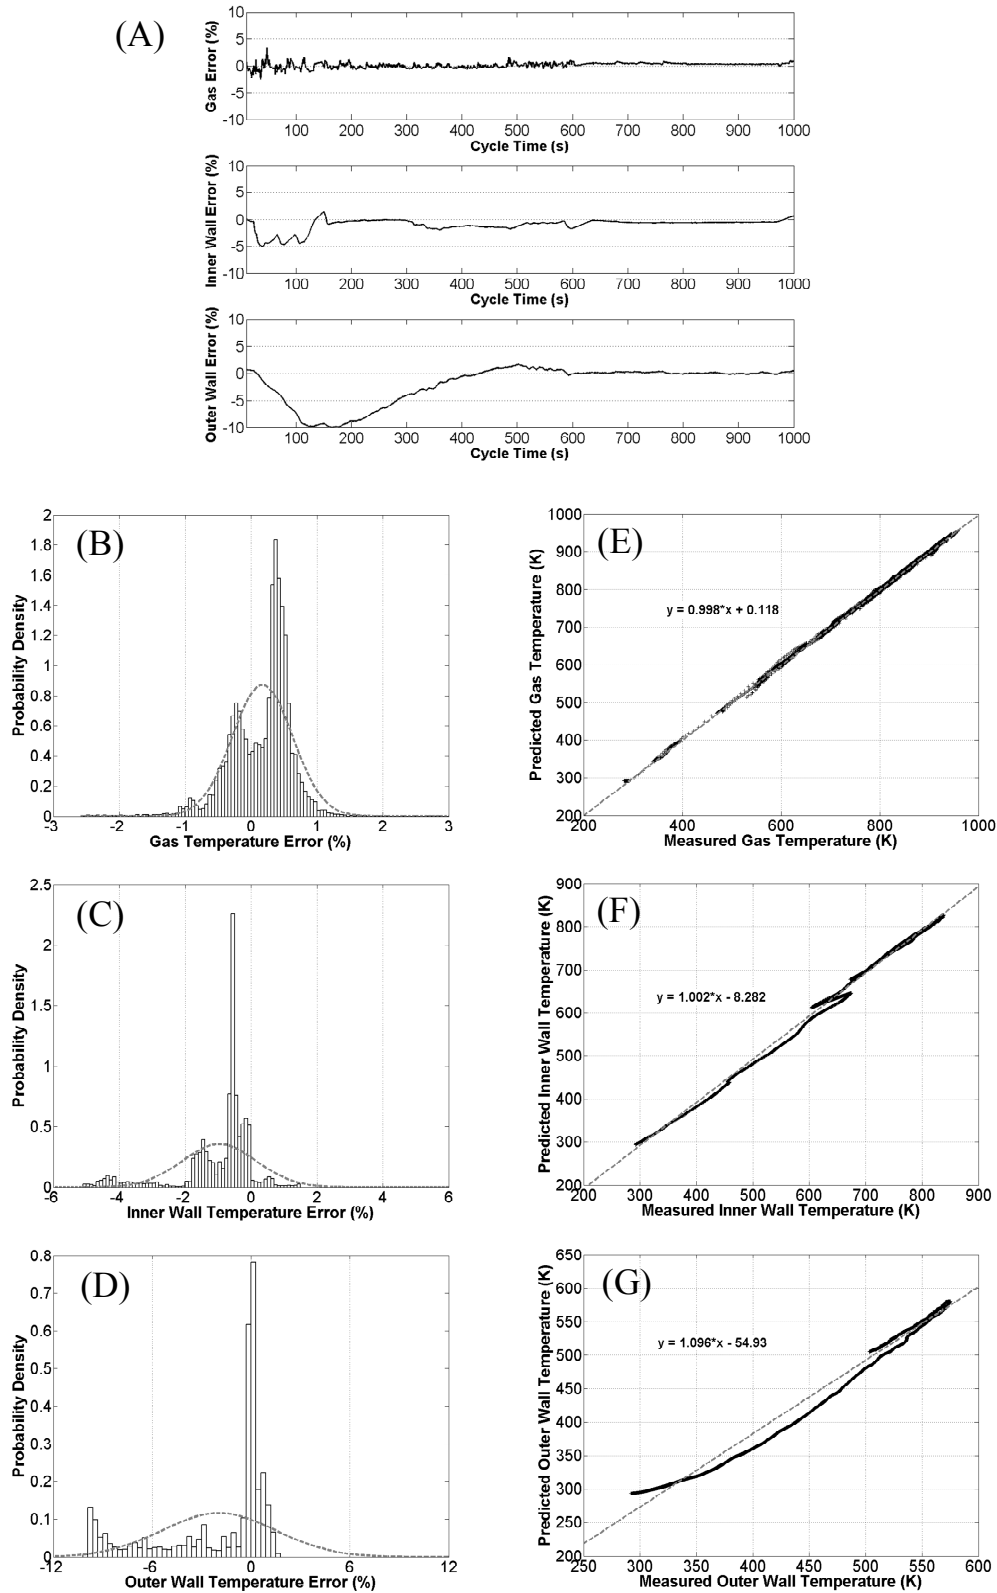 (A)
Gas Error (%)
10
5
0
-5
-10
100 200 300 400 500 600 700 800 900 1000
Cycle Time (s)
Inner Wall Error (%)
10
5
0
-5
-10
100 200 300 400 500 600 700 800 900 1000
Cycle Time (s)
Outer Wall Error (%)
10
5
0
-5
-10
100 200 300 400 500 600 700 800 900 1000
Cycle Time (s)
(B)
Probability Density
2
1.8
1.6
1.4
1.2
1
0.8
0.6
0.4
0.2
0
-3 -2 -1 0 1 2 3
Gas Temperature Error (%)
(E)
Predicted Gas Temperature (K)
1000
900
800
700
600
500
400
300
200
y = 0.998*x + 0.118
200 400 600 800 1000
Measured Gas Temperature (K)
(C)
Probability Density
2.5
2
1.5
1
0.5
0
-6 -4 -2 0 2 4 6
Inner Wall Temperature Error (%)
(F)
Predicted Inner Wall Temperature (K)
900
800
700
600
500
400
300
200
y = 1.002*x - 8.282
200 300 400 500 600 700 800 900
Measured Inner Wall Temperature (K)
(D)
Probability Density
0.8
0.7
0.6
0.5
0.4
0.3
0.2
0.1
0
-12 -6 0 6 12
Outer Wall Temperature Error (%)
(G)
Predicted Outer Wall Temperature (K)
650
600
550
500
450
400
350
300
250
200
y = 1.096*x - 54.93
250 300 350 400 450 500 550 600
Measured Outer Wall Temperature (K)